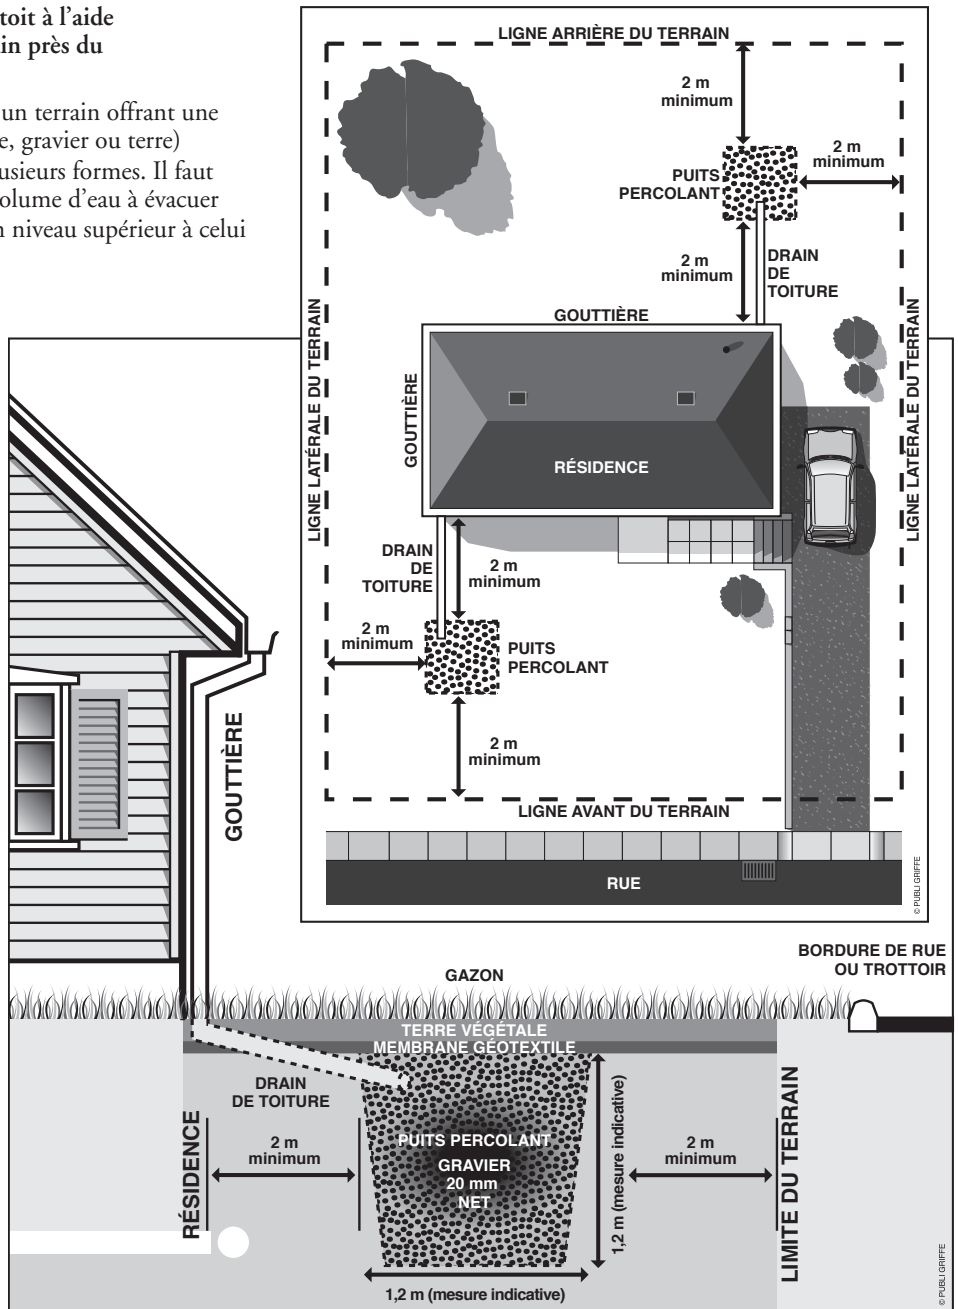 toit à l'aide
in près du
un terrain offrant une
e, gravier ou terre)
usieurs formes. Il faut
olume d'eau à évacuer
n niveau supérieur à celui
LIGNE ARRIÈRE DU TERRAIN
2 m
minimum
2 m
minimum
PUITS
PERCOLANT
2 m
minimum
DRAIN
DE
TOITURE
GOUTTIÈRE
LIGNE LATÉRALE DU TERRAIN
GOUTTIÈRE
RÉSIDENCE
LIGNE LATÉRALE DU TERRAIN
DRAIN
DE
TOITURE
2 m
minimum
2 m
minimum
PUITS
PERCOLANT
2 m
minimum
LIGNE AVANT DU TERRAIN
RUE
© PUBLI GRIFFE
GOUTTIÈRE
BORDURE DE RUE
OU TROTTOIR
GAZON
TERRE VÉGÉTALE
MEMBRANE GÉOTEXTILE
DRAIN
DE TOITURE
RÉSIDENCE
2 m
minimum
PUITS PERCOLANT
GRAVIER
20 mm
NET
1,2 m (mesure indicative)
2 m
minimum
LIMITE DU TERRAIN
1,2 m (mesure indicative)
© PUBLI GRIFFE